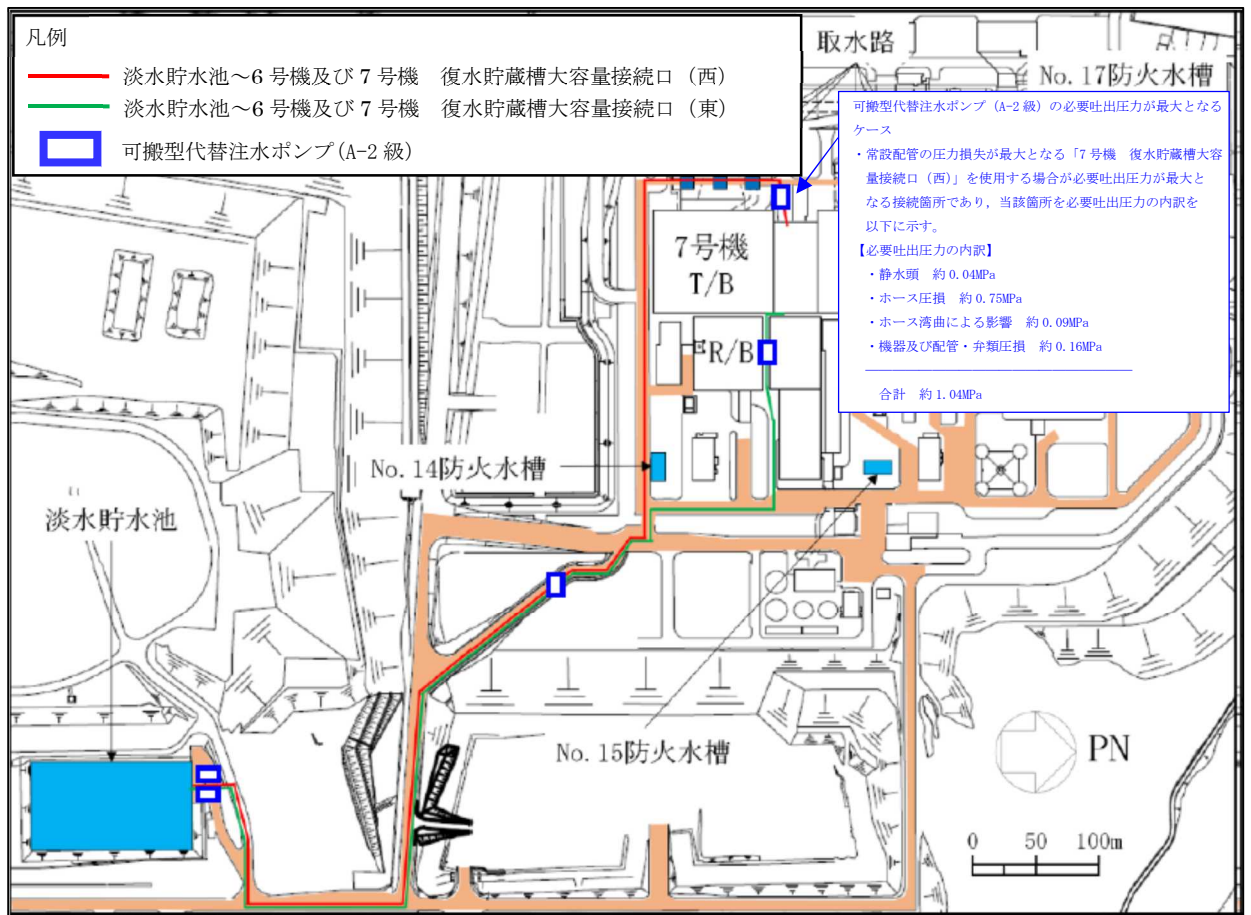 凡例
淡水貯水池～6 号機及び 7 号機　復水貯蔵槽大容量接続口（西）
淡水貯水池～6 号機及び 7 号機　復水貯蔵槽大容量接続口（東）
可搬型代替注水ポンプ(A-2 級)
取水路
No.17防火水槽
可搬型代替注水ポンプ（A-2 級）の必要吐出圧力が最大となる
ケース
・常設配管の圧力損失が最大となる「7 号機　復水貯蔵槽大容
量接続口（西）」を使用する場合が必要吐出圧力が最大と
なる接続箇所であり，当該箇所を必要吐出圧力の内訳を
以下に示す。
【必要吐出圧力の内訳】
・静水頭　約 0.04MPa
・ホース圧損　約 0.75MPa
・ホース湾曲による影響　約 0.09MPa
・機器及び配管・弁類圧損　約 0.16MPa
合計　約 1.04MPa
7号機
T/B
R/B
No.14防火水槽
淡水貯水池
No.15防火水槽
PN
0 50 100m